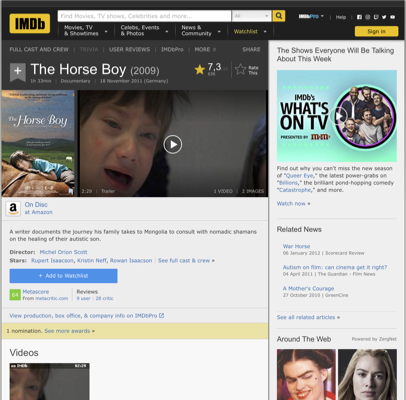 IMDb
Find Movies, TV shows, Celebrities and more...
All
IMDbPro
Help
Movies, TV & Showtimes
Celebs, Events & Photos
News & Community
Watchlist
Sign in
FULL CAST AND CREW | TRIVIA | USER REVIEWS | IMDbPro | MORE
SHARE
The Horse Boy (2009)
7,3
Rate This
1h 33min | Documentary | 18 November 2011 (Germany)
The Horse Boy
2:29 | Trailer
1 VIDEO | 2 IMAGES
On Disc
at Amazon
A writer documents the journey his family takes to Mongolia to consult with nomadic shamans
on the healing of their autistic son.
Director: Michel Orion Scott
Stars: Rupert Isaacson, Kristin Neff, Rowan Isaacson | See full cast & crew »
+ Add to Watchlist
Metascore
From metacritic.com
Reviews
9 user | 28 critic
View production, box office, & company info on IMDbPro
1 nomination. See more awards »
Videos
The Shows Everyone Will Be Talking
About This Week
IMDb's
WHAT'S
ON TV
PRESENTED BY
Find out why you can't miss the new season
of "Queer Eye," the latest power-grabs on
"Billions," the brilliant pond-hopping comedy
"Catastrophe," and more.
Watch now »
Related News
War Horse
06 January 2012 | Scorecard Review
Autism on film: can cinema get it right?
04 April 2011 | The Guardian - Film News
A Mother's Courage
27 October 2010 | GreenCine
See all related articles »
Around The Web
Powered by ZergNet